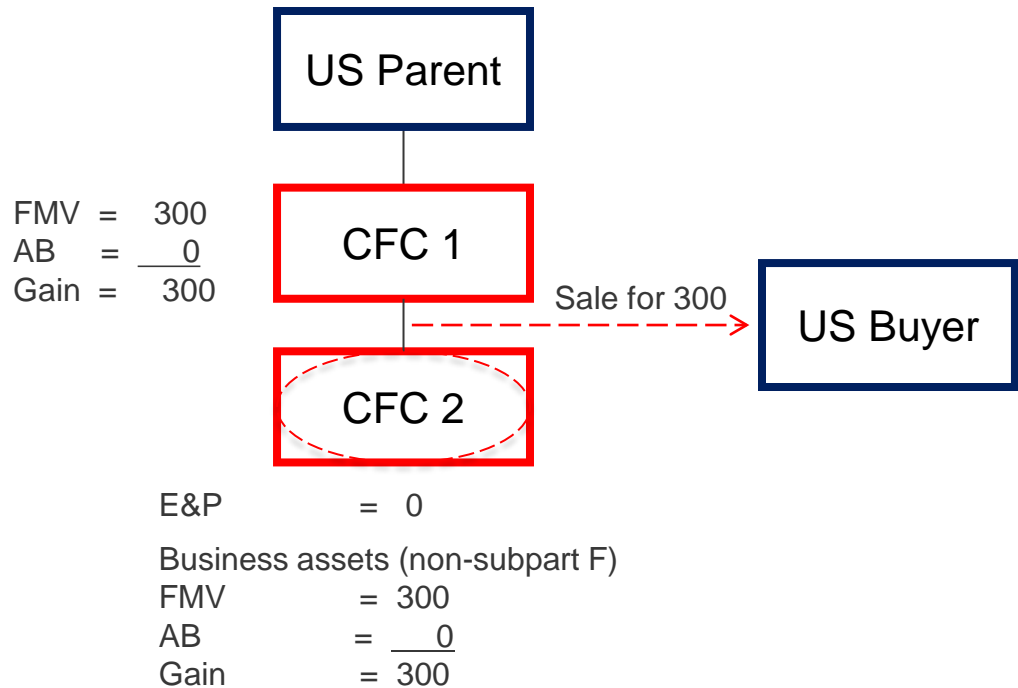 US Parent
FMV = 300
AB = 0
Gain = 300
CFC 1
Sale for 300
US Buyer
CFC 2
E&P = 0
Business assets (non-subpart F)
FMV = 300
AB = 0
Gain = 300